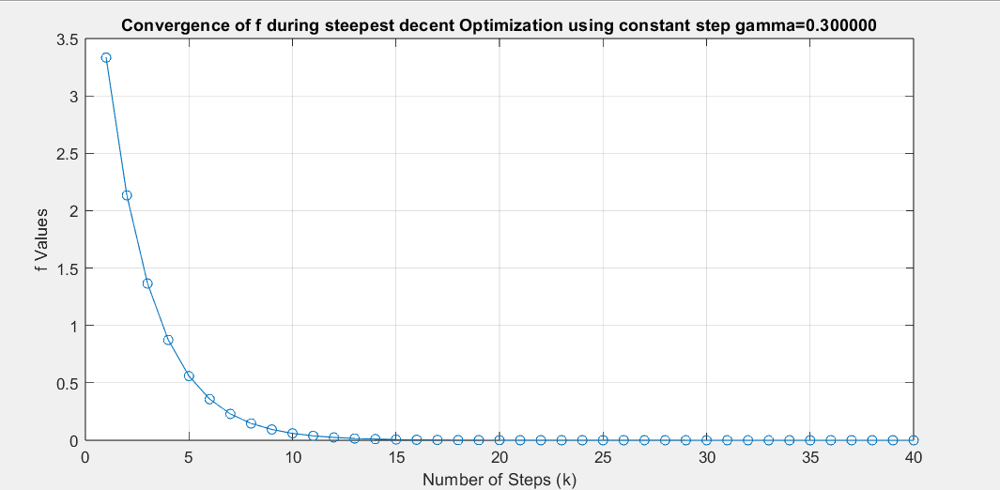 Convergence of f during steepest decent Optimization using constant step gamma=0.300000
3.5
3
2.5
2
1.5
1
0.5
0
f Values
0 5 10 15 20 25 30 35 40
Number of Steps (k)